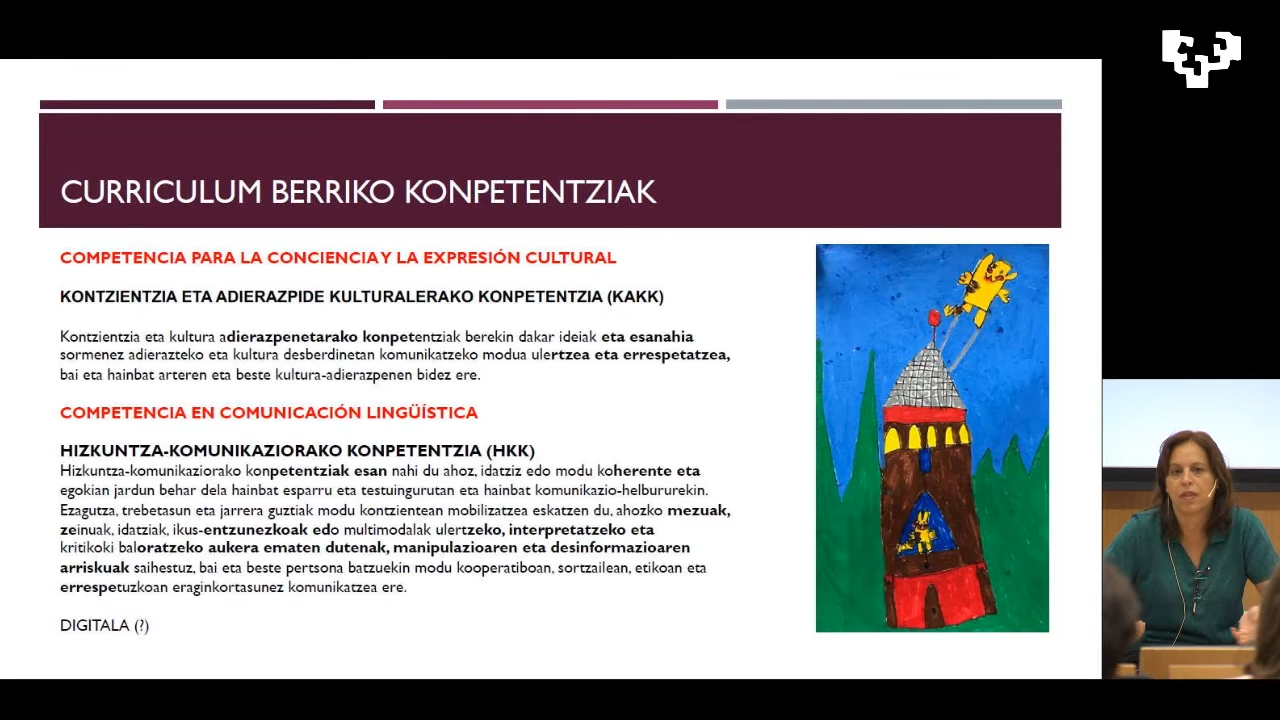 CURRICULUM BERRIKO KONPETENTZIAK
COMPETENCIA PARA LA CONCIENCIA Y LA EXPRESIÓN CULTURAL
KONTZIENTZIA ETA ADIERAZPIDE KULTURALERAKO KONPETENTZIA (KAKK)
Kontzientzia eta kultura adierazpenetarako konpetentziak berekin dakar ideiak eta esanahia
sormenez adierazteko eta kultura desberdinetan komunikatzeko modua ulertzea eta errespetatzea,
bai eta hainbat arteren eta beste kultura-adierazpenen bidez ere.
COMPETENCIA EN COMUNICACIÓN LINGÜÍSTICA
HIZKUNTZA-KOMUNIKAZIORAKO KONPETENTZIA (HKK)
Hizkuntza-komunikaziorako konpetentziak esan nahi du ahoz, idatziz edo modu koherente eta
egokian jardun behar dela hainbat esparru eta testuingurutan eta hainbat komunikazio-helbururekin.
Ezagutza, trebetasun eta jarrera guztiak modu kontzientean mobilizatzea eskatzen du, ahozko mezuak,
zeinuak, idatziak, ikus-entzunezkoak edo multimodalak ulertzeko, interpretatzeko eta
kritikoki baloratzeko aukera ematen dutenak, manipulazioaren eta desinformazioaren
arriskuak saihestuz, bai eta beste pertsona batzuekin modu kooperatiboan, sortzailean, etikoan eta
errespetuzkoan eraginkortasunez komunikatzea ere.
DIGITALA (?)